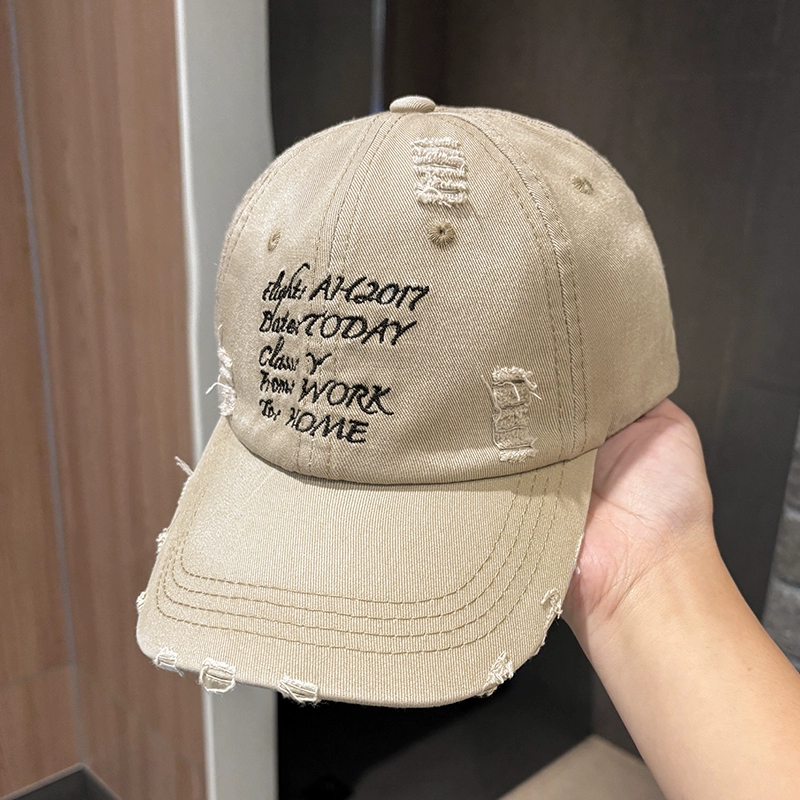 Flight: AH2017
Date: TODAY
Class: Y
From: WORK
To: HOME